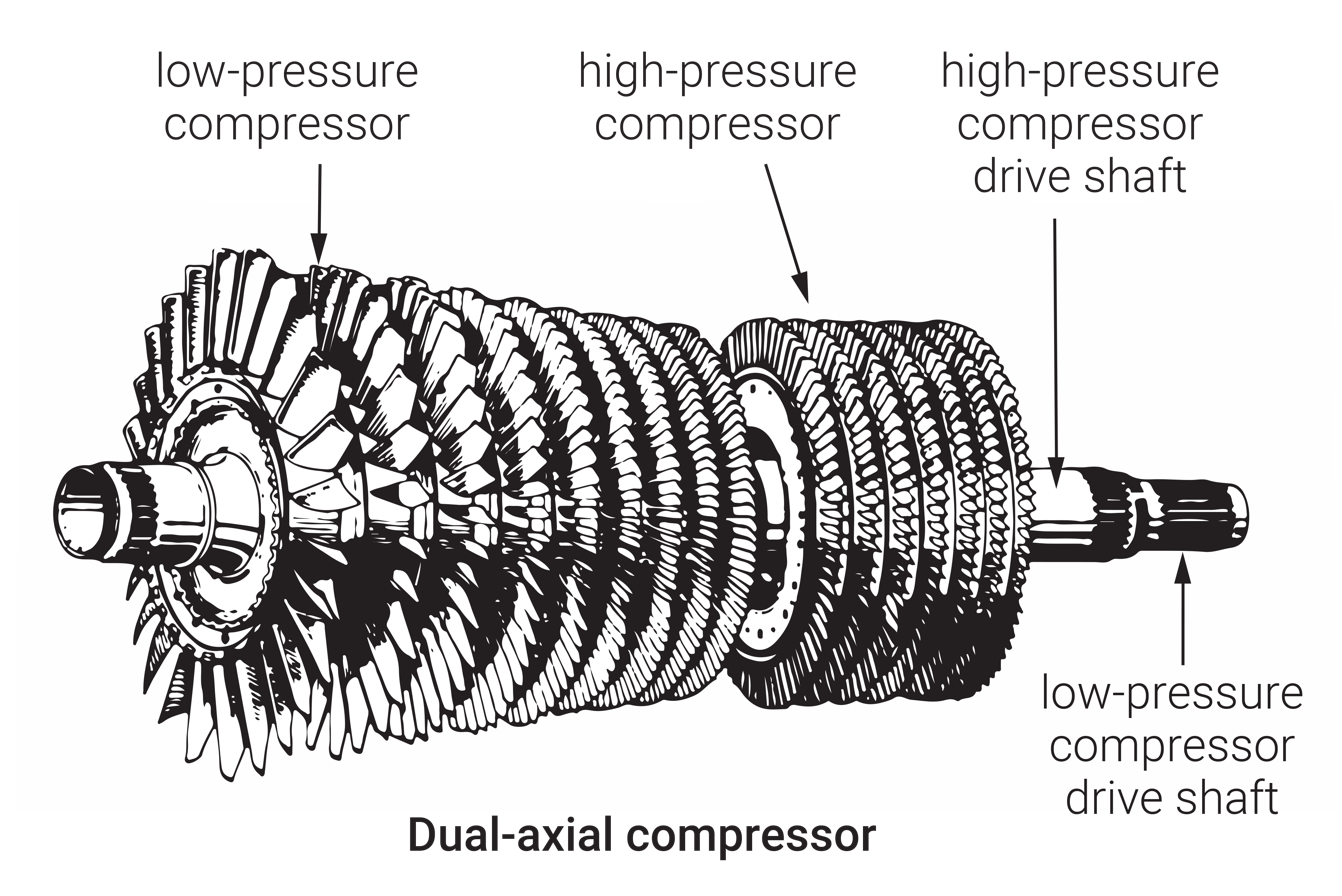 low-pressure
compressor
high-pressure
compressor
high-pressure
compressor
drive shaft
low-pressure
compressor
drive shaft
Dual-axial compressor